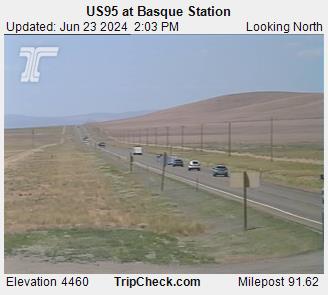 US95 at Basque Station
Updated: Jun 23 2024 2:03 PM Looking North
Elevation 4460 TripCheck.com Milepost 91.62